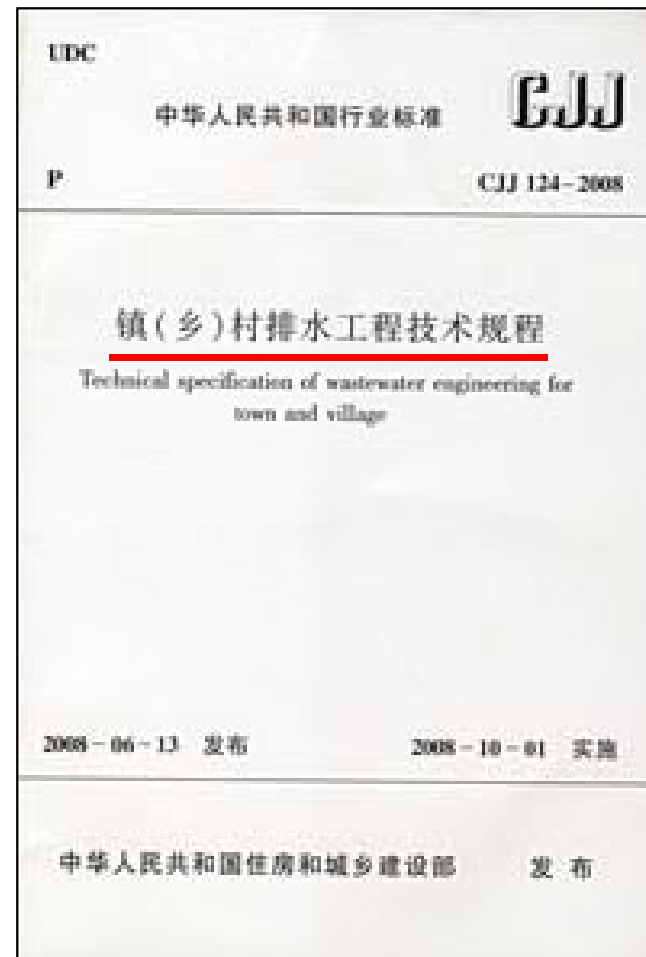 UDC
中华人民共和国行业标准 CJJ
P CJJ 124-2008
镇(乡)村排水工程技术规程
Technical specification of wastewater engineering for
town and village
2008-06-13 发布 2008-10-01 实施
中华人民共和国住房和城乡建设部 发布